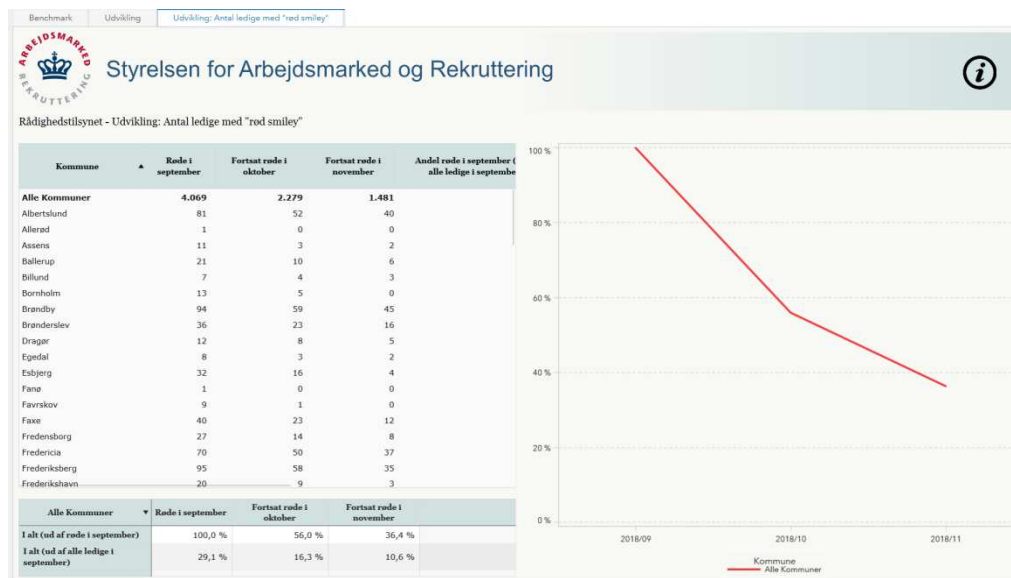 Benchmark Udvikling Udvikling: Antal ledige med "rød smiley"
ARBEJDSMARKED
REKRUTTERING
Styrelsen for Arbejdsmarked og Rekruttering
i
Rådighedstilsynet - Udvikling: Antal ledige med "rød smiley"
Kommune Røde i september Fortsat røde i oktober Fortsat røde i november Andel røde i september ( alle ledige i septembe
Alle Kommuner 4.069 2.279 1.481
Albertslund 81 52 40
Allerød 1 0 0
Assens 11 3 2
Ballerup 21 10 6
Billund 7 4 3
Bornholm 13 5 0
Brøndby 94 59 45
Brønderslev 36 23 16
Dragør 12 8 5
Egedal 8 3 2
Esbjerg 32 16 4
Fanø 1 0 0
Favrskov 9 1 0
Faxe 40 23 12
Fredensborg 27 14 8
Fredericia 70 50 37
Frederiksberg 95 58 35
Frederikshavn 20 9 3
Alle Kommuner Røde i september Fortsat røde i oktober Fortsat røde i november
I alt (ud af røde i september) 100,0 % 56,0 % 36,4 %
I alt (ud af alle ledige i september) 29,1 % 16,3 % 10,6 %
100 %
80 %
60 %
40 %
20 %
0 %
2018/09 2018/10 2018/11
Kommune
Alle Kommuner